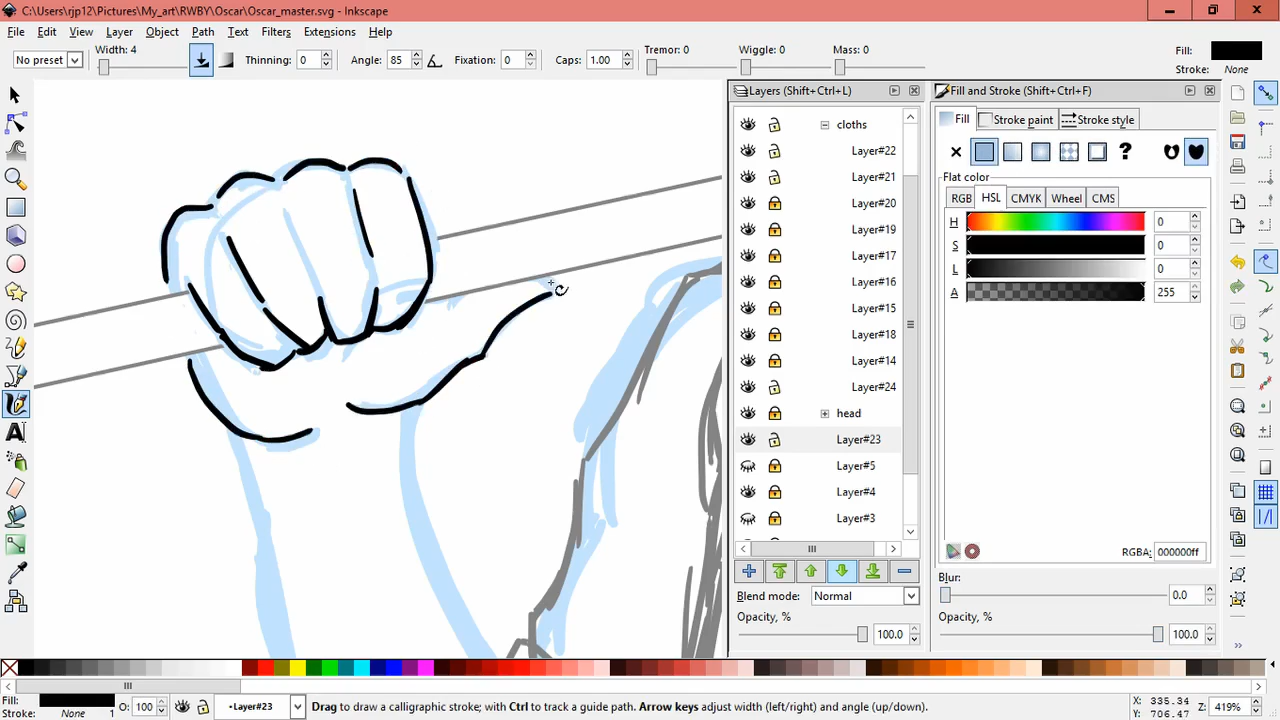 C:\Users\rjp12\Pictures\My_art\RWBY\Oscar\Oscar_master.svg - Inkscape
File Edit View Layer Object Path Text Filters Extensions Help
No preset Width: 4 Thinning: 0 Angle: 85 Fixation: 0 Caps: 1.00 Tremor: 0 Wiggle: 0 Mass: 0 Fill:
Stroke: None
Layers (Shift+Ctrl+L)
cloths
Layer#22
Layer#21
Layer#20
Layer#19
Layer#17
Layer#16
Layer#15
Layer#18
Layer#14
Layer#24
head
Layer#23
Layer#5
Layer#4
Layer#3
Blend mode: Normal
Opacity, % 100.0
Fill and Stroke (Shift+Ctrl+F)
Fill Stroke paint Stroke style
?
Flat color
RGB HSL CMYK Wheel CMS
H 0
S 0
L 0
A 255
RGBA: 000000ff
Blur:
0.0
Opacity, %
100.0
Fill:
Stroke: None 1 O: 100 •Layer#23 Drag to draw a calligraphic stroke; with Ctrl to track a guide path. Arrow keys adjust width (left/right) and angle (up/down). X: 335.34
Y: 706.47 Z: 419%